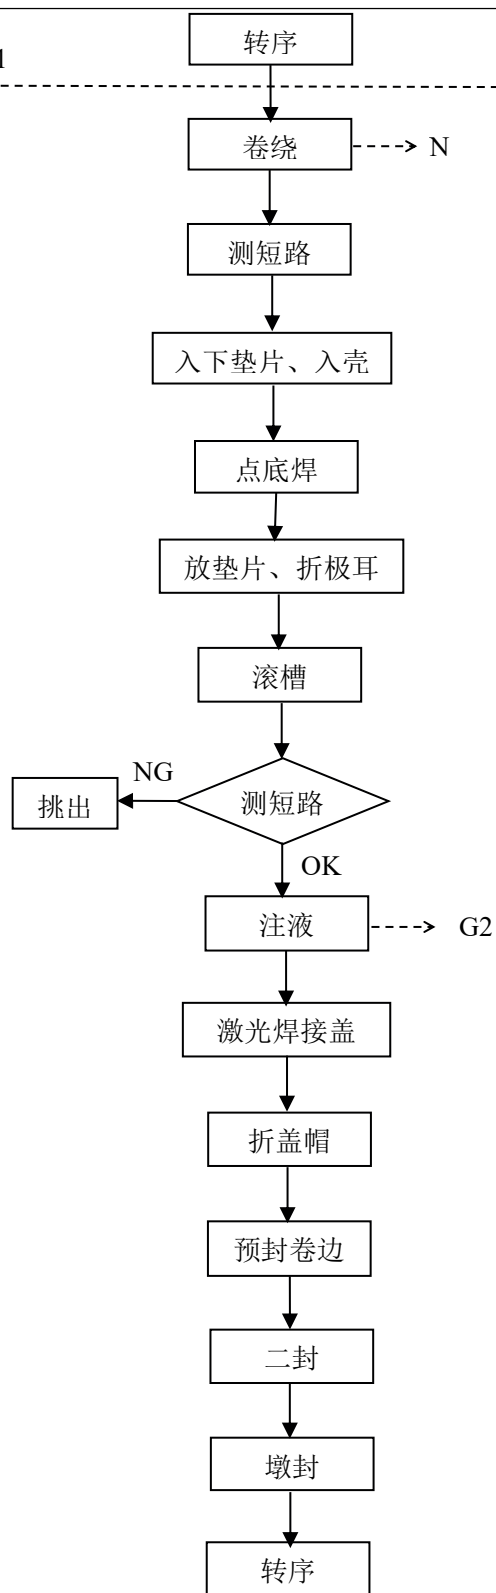 转序
1
卷绕
N
测短路
入下垫片、入壳
点底焊
放垫片、折极耳
滚槽
NG
挑出
测短路
OK
注液
G2
激光焊接盖
折盖帽
预封卷边
二封
墩封
转序